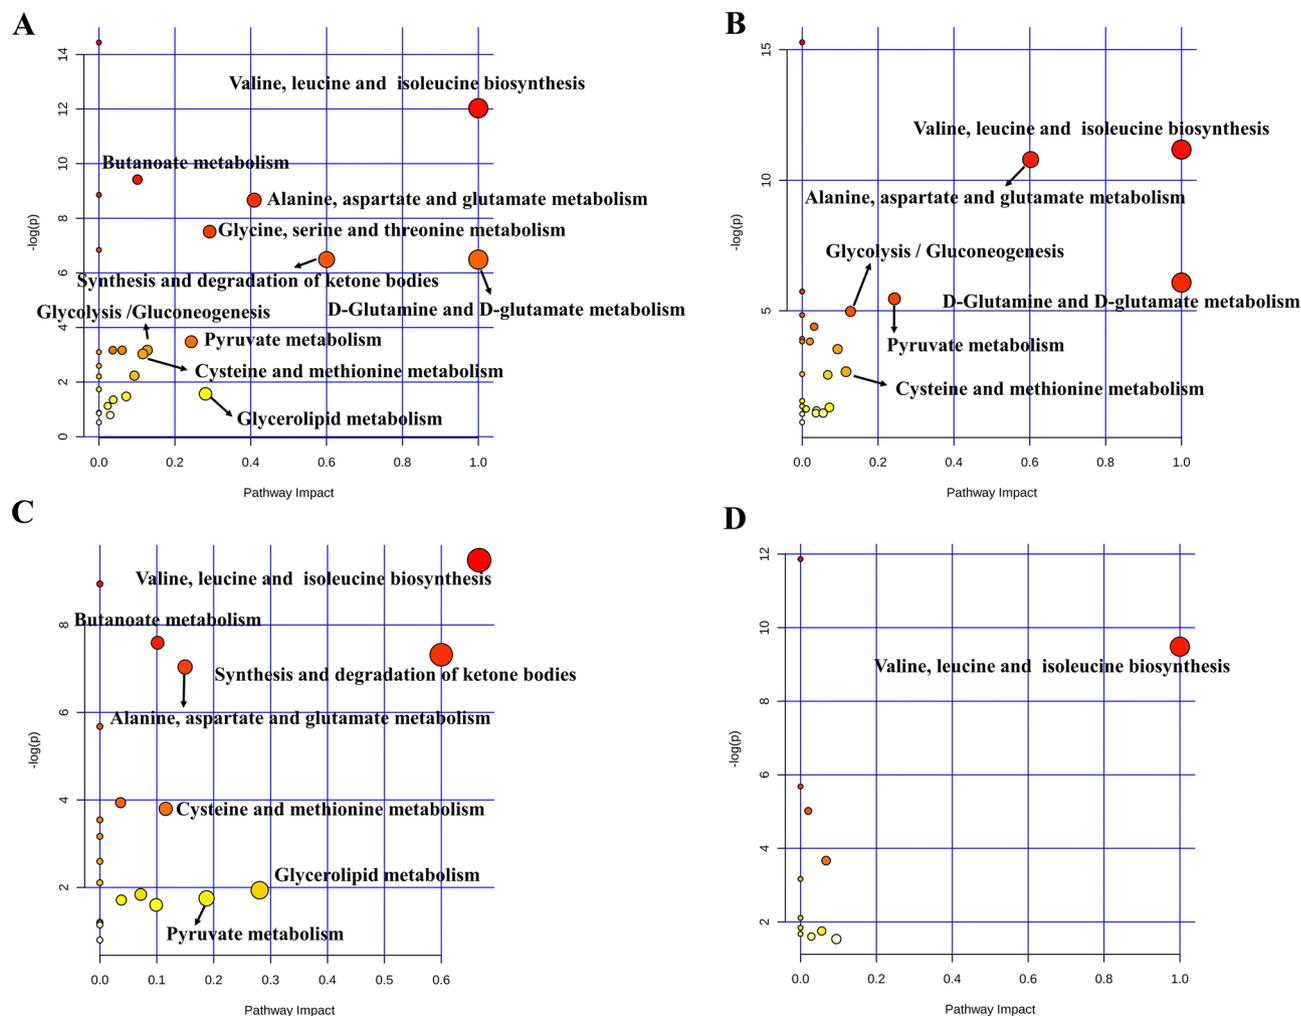 A
14
12
10
8
6
4
2
0
-log(p)
Valine, leucine and isoleucine biosynthesis
Butanoate metabolism
Alanine, aspartate and glutamate metabolism
Glycine, serine and threonine metabolism
Synthesis and degradation of ketone bodies
D-Glutamine and D-glutamate metabolism
Glycolysis /Gluconeogenesis
Pyruvate metabolism
Cysteine and methionine metabolism
Glycerolipid metabolism
0.0 0.2 0.4 0.6 0.8 1.0
Pathway Impact
B
15
10
5
-log(p)
Valine, leucine and isoleucine biosynthesis
Alanine, aspartate and glutamate metabolism
Glycolysis / Gluconeogenesis
D-Glutamine and D-glutamate metabolism
Pyruvate metabolism
Cysteine and methionine metabolism
0.0 0.2 0.4 0.6 0.8 1.0
Pathway Impact
C
8
6
4
2
-log(p)
Valine, leucine and isoleucine biosynthesis
Butanoate metabolism
Synthesis and degradation of ketone bodies
Alanine, aspartate and glutamate metabolism
Cysteine and methionine metabolism
Glycerolipid metabolism
Pyruvate metabolism
0.0 0.1 0.2 0.3 0.4 0.5 0.6
Pathway Impact
D
12
10
8
6
4
2
-log(p)
Valine, leucine and isoleucine biosynthesis
0.0 0.2 0.4 0.6 0.8 1.0
Pathway Impact